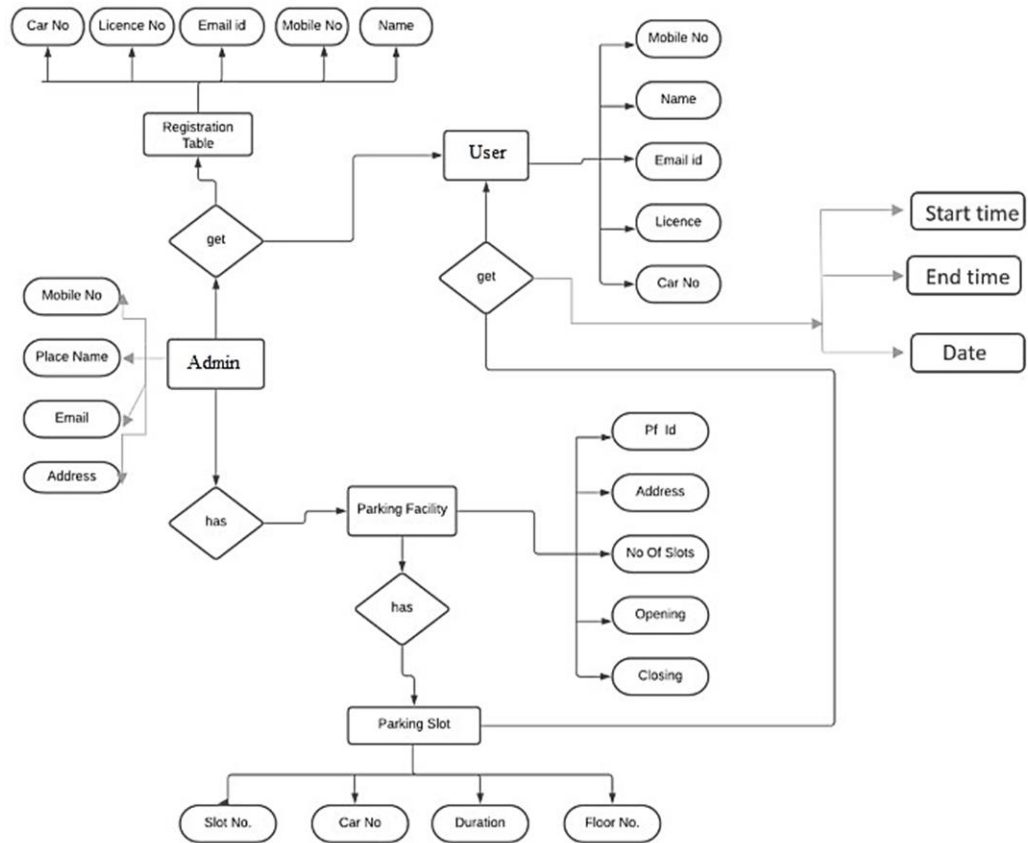 Car No
Licence No
Email id
Mobile No
Name
Registration
Table
User
Mobile No
Name
Email id
Licence
Car No
get
get
Start time
End time
Date
Mobile No
Place Name
Email
Address
Admin
has
Parking Facility
Pf Id
Address
No Of Slots
Opening
Closing
has
Parking Slot
Slot No.
Car No
Duration
Floor No.